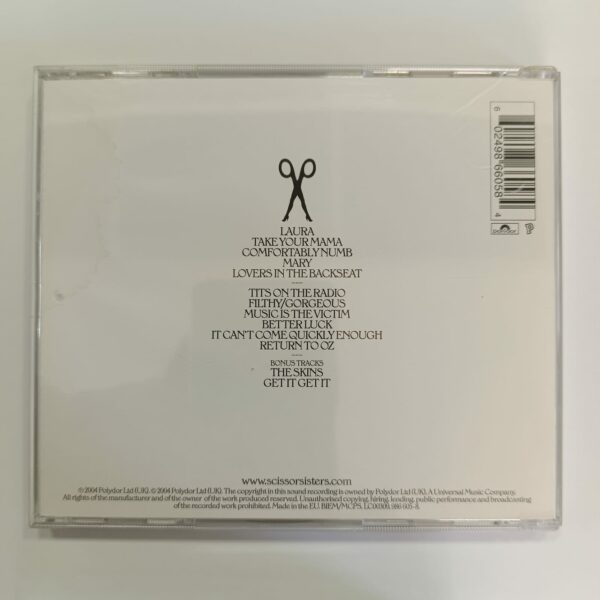 LAURA
TAKE YOUR MAMA
COMFORTABLY NUMB
MARY
LOVERS IN THE BACKSEAT
TITS ON THE RADIO
FILTHY/GORGEOUS
MUSIC IS THE VICTIM
BETTER LUCK
IT CAN'T COME QUICKLY ENOUGH
RETURN TO OZ
BONUS TRACKS
THE SKINS
GET IT GET IT
6 02498 66058 4
polydor
www.scissorsisters.com
℗ 2004 Polydor Ltd (UK). © 2004 Polydor Ltd (UK). The copyright in this sound recording is owned by Polydor Ltd (UK). A Universal Music Company.
All rights of the manufacturer and of the owner of the work produced reserved. Unauthorised copying, hiring, lending, public performance and broadcasting
of the recorded work prohibited. Made in the EU. BIEM/MCPS. LC00309. 986 605-8.